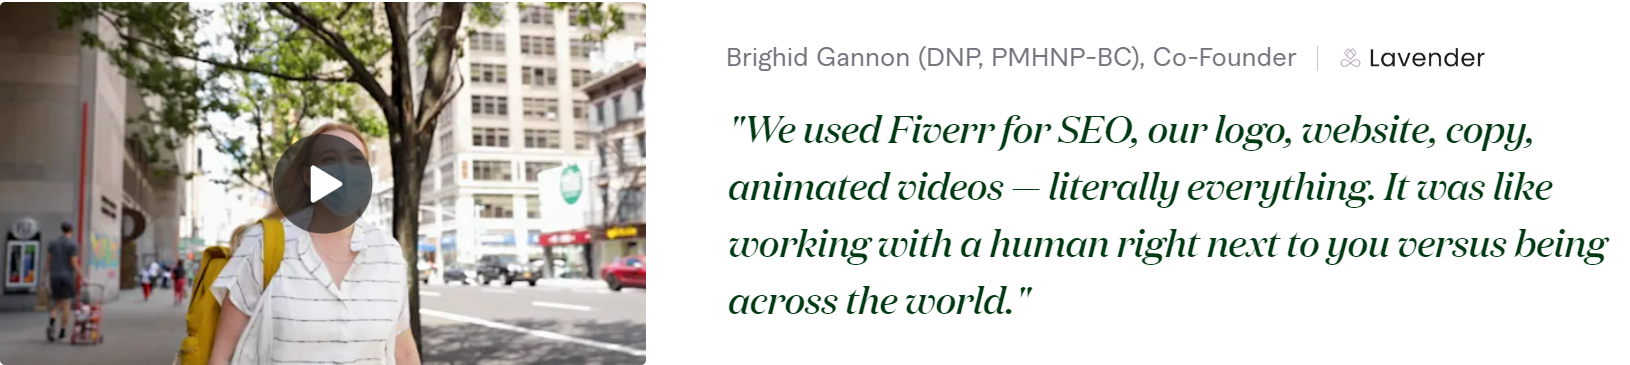 Brighid Gannon (DNP, PMHNP-BC), Co-Founder | Lavender
"We used Fiverr for SEO, our logo, website, copy,
animated videos — literally everything. It was like
working with a human right next to you versus being
across the world."